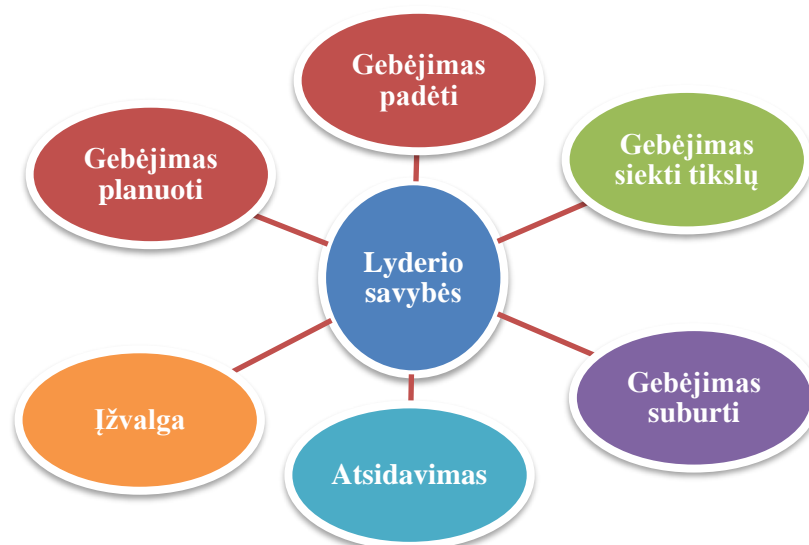 Gebėjimas
padėti
Gebėjimas
planuoti
Gebėjimas
siekti tikslų
Lyderio
savybės
Gebėjimas
suburti
Įžvalga
Atsidavimas